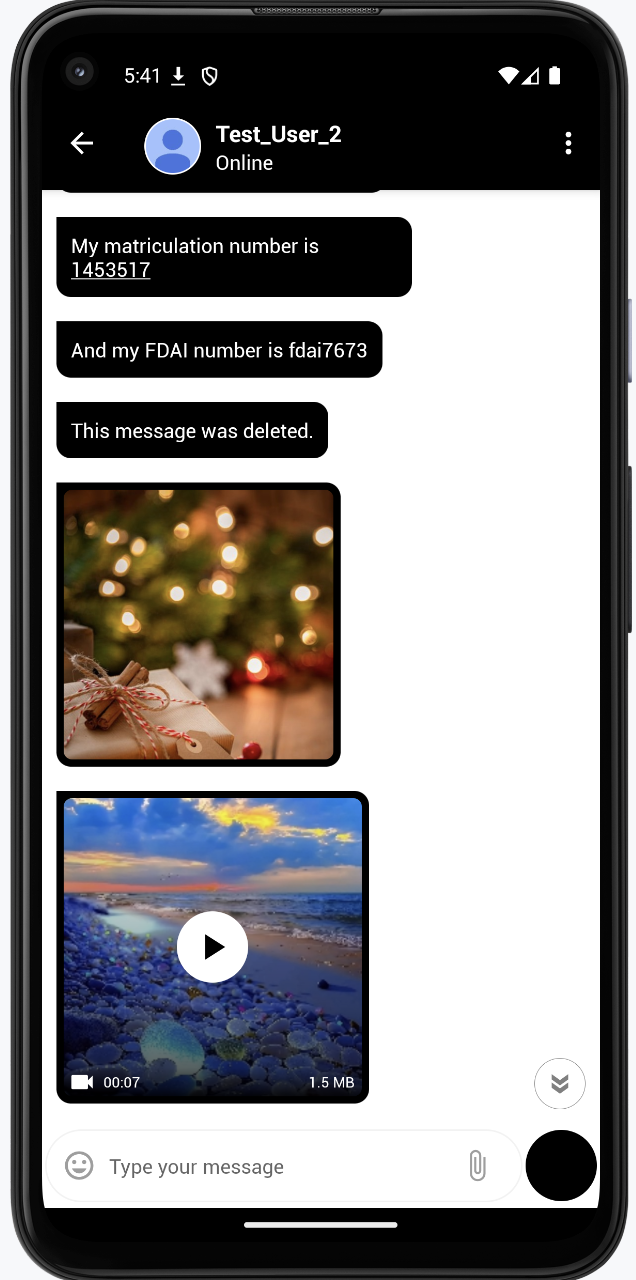 5:41
Test_User_2
Online
My matriculation number is
1453517
And my FDAI number is fdai7673
This message was deleted.
00:07
1.5 MB
Type your message